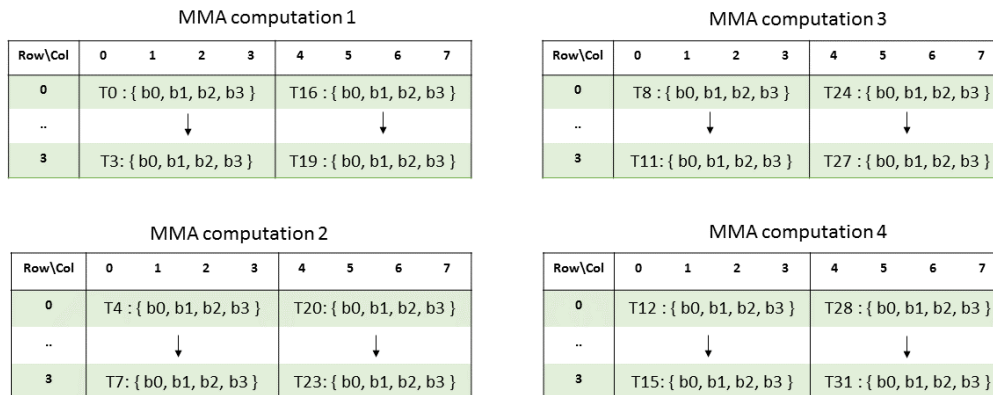 MMA computation 1
Row\Col 0 1 2 3 4 5 6 7
0 T0 : { b0, b1, b2, b3 } T16 : { b0, b1, b2, b3 }
..
3 T3: { b0, b1, b2, b3 } T19 : { b0, b1, b2, b3 }
MMA computation 3
Row\Col 0 1 2 3 4 5 6 7
0 T8 : { b0, b1, b2, b3 } T24 : { b0, b1, b2, b3 }
..
3 T11: { b0, b1, b2, b3 } T27 : { b0, b1, b2, b3 }
MMA computation 2
Row\Col 0 1 2 3 4 5 6 7
0 T4 : { b0, b1, b2, b3 } T20: { b0, b1, b2, b3 }
..
3 T7: { b0, b1, b2, b3 } T23: { b0, b1, b2, b3 }
MMA computation 4
Row\Col 0 1 2 3 4 5 6 7
0 T12 : { b0, b1, b2, b3 } T28 : { b0, b1, b2, b3 }
..
3 T15: { b0, b1, b2, b3 } T31 : { b0, b1, b2, b3 }